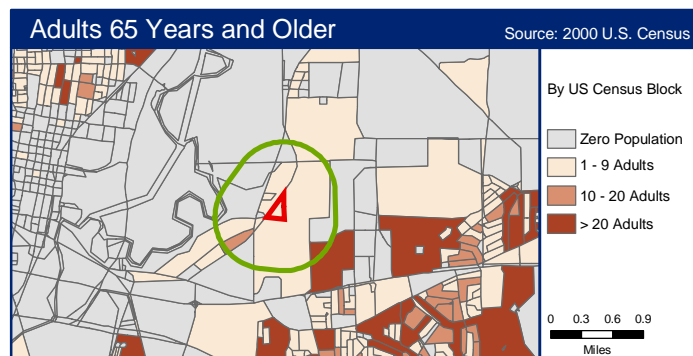 Adults 65 Years and Older
Source: 2000 U.S. Census
By US Census Block
Zero Population
1 - 9 Adults
10 - 20 Adults
> 20 Adults
0 0.3 0.6 0.9
Miles